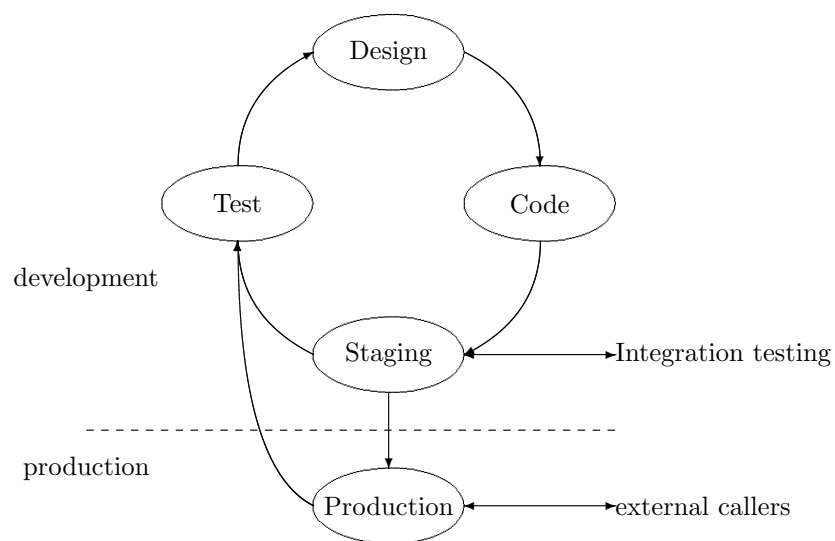 Design
Test
Code
development
Staging
Integration testing
production
Production
external callers